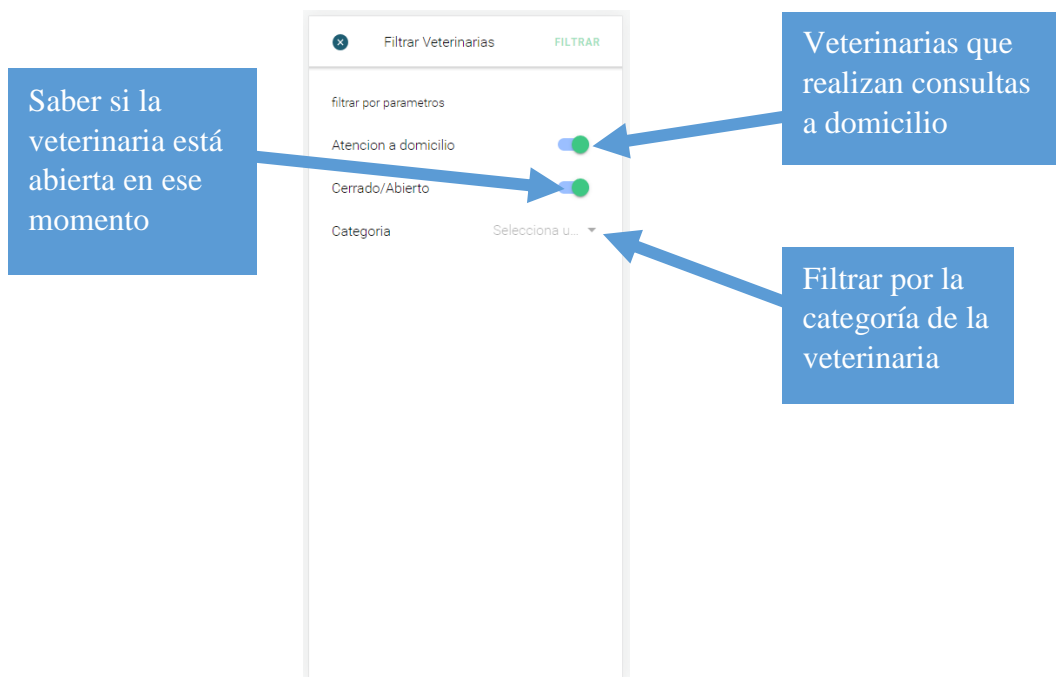 Filtrar Veterinarias FILTRAR
filtrar por parametros
Atencion a domicilio
Cerrado/Abierto
Categoria Selecciona u...
Saber si la
veterinaria está
abierta en ese
momento
Veterinarias que
realizan consultas
a domicilio
Filtrar por la
categoría de la
veterinaria